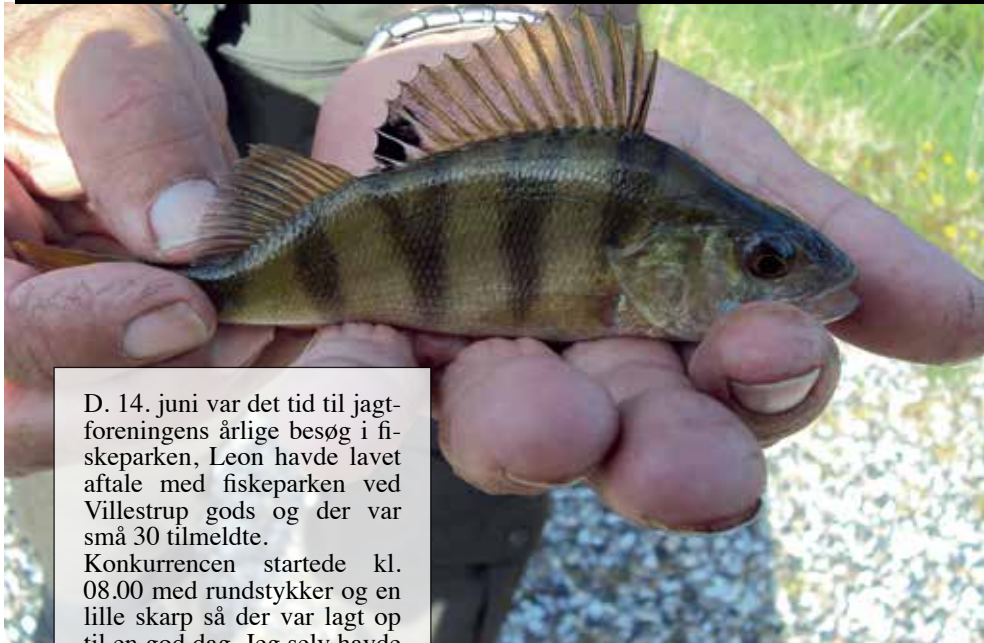 D. 14. juni var det tid til jagt-
foreningens årlige besøg i fi-
skeparken, Leon havde lavet
aftale med fiskeparken ved
Villestrup gods og der var
små 30 tilmeldte.
Konkurrencen startede kl.
08.00 med rundstykker og en
lille skarp så der var lagt op
til en god dag. Jeg selv havde